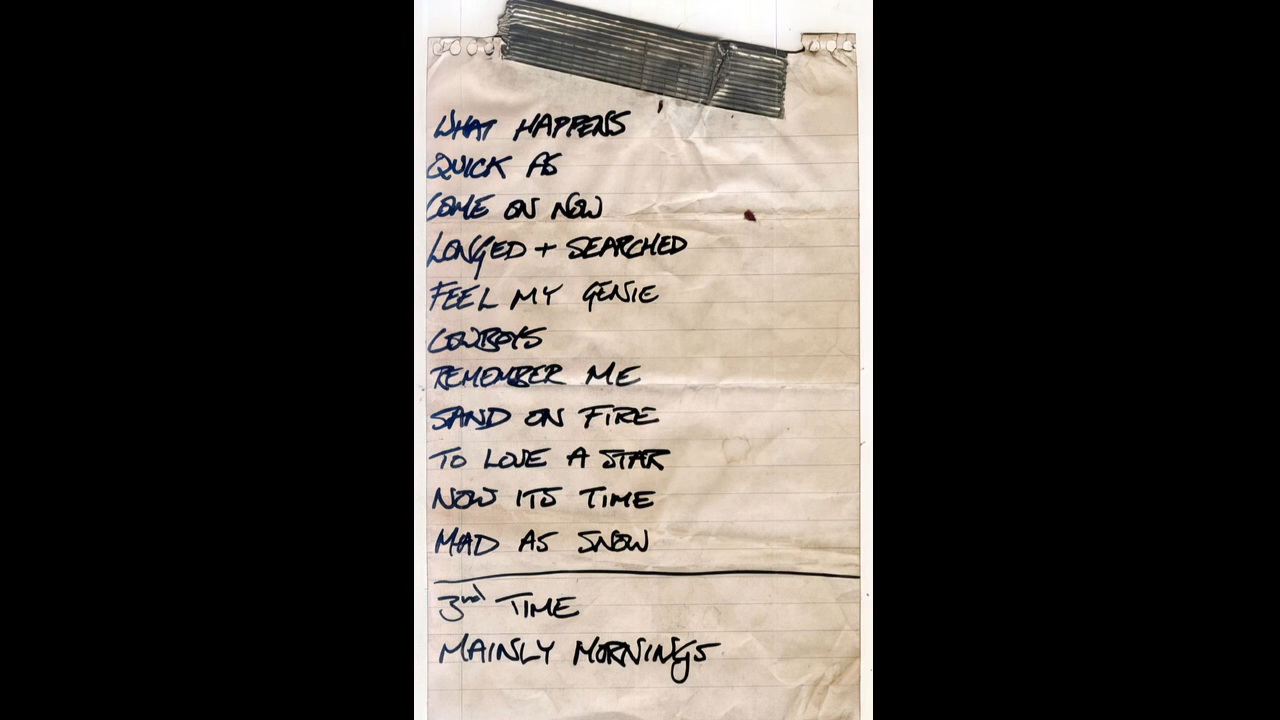 WHAT HAPPENS
QUICK AS
COME ON NOW
LONGED + SEARCHED
FEEL MY GENIE
COWBOYS
REMEMBER ME
SAND ON FIRE
TO LOVE A STAR
NOW ITS TIME
MAD AS SNOW
3nd TIME
MAINLY MORNINGS